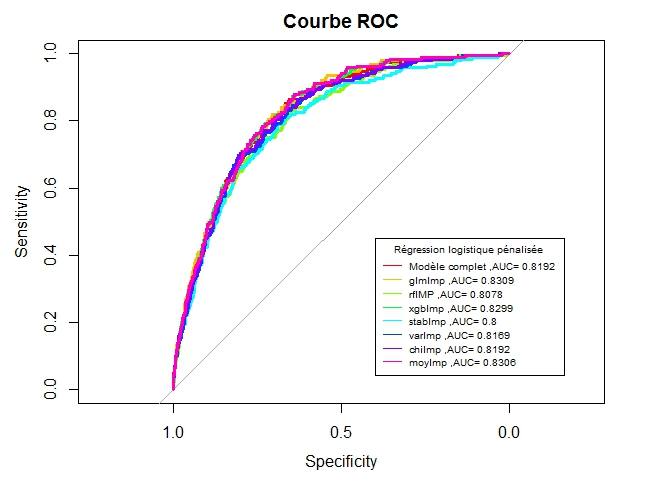 Courbe ROC
Sensitivity
1.0
0.8
0.6
0.4
0.2
0.0
Régression logistique pénalisée
Modèle complet ,AUC= 0.8192
glmImp ,AUC= 0.8309
rfIMP ,AUC= 0.8078
xgbImp ,AUC= 0.8299
stabImp ,AUC= 0.8
varImp ,AUC= 0.8169
chiImp ,AUC= 0.8192
moyImp ,AUC= 0.8306
1.0 0.5 0.0
Specificity